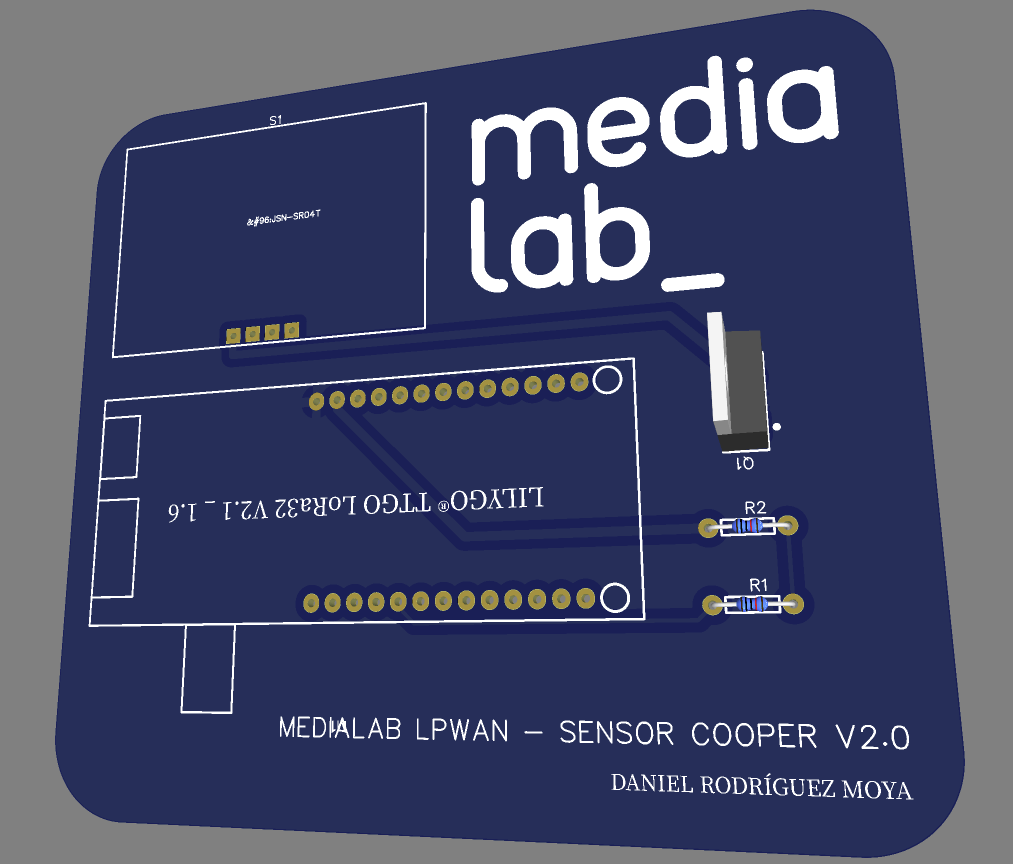 media
lab_
S1
&#96;JSN-SR04T
Q1
LILYGO® TTGO LoRa32 V2.1 _ 1.6
R2
R1
MEDIALAB LPWAN – SENSOR COOPER V2.0
DANIEL RODRÍGUEZ MOYA